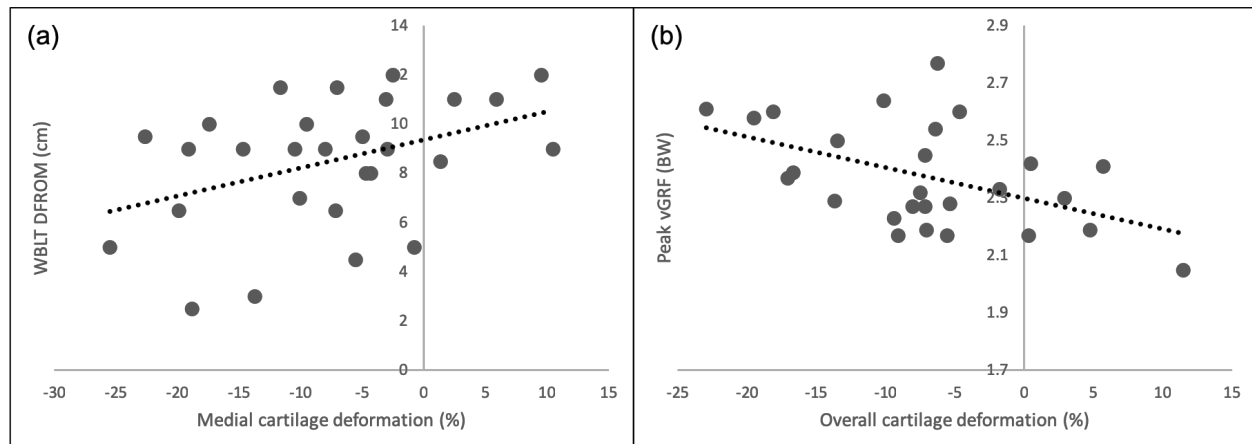 (a)
WBLT DFROM (cm)
14
12
10
8
6
4
2
0
-30 -25 -20 -15 -10 -5 0 5 10 15
Medial cartilage deformation (%)
(b)
Peak vGRF (BW)
2.9
2.7
2.5
2.3
2.1
1.9
1.7
-25 -20 -15 -10 -5 0 5 10 15
Overall cartilage deformation (%)